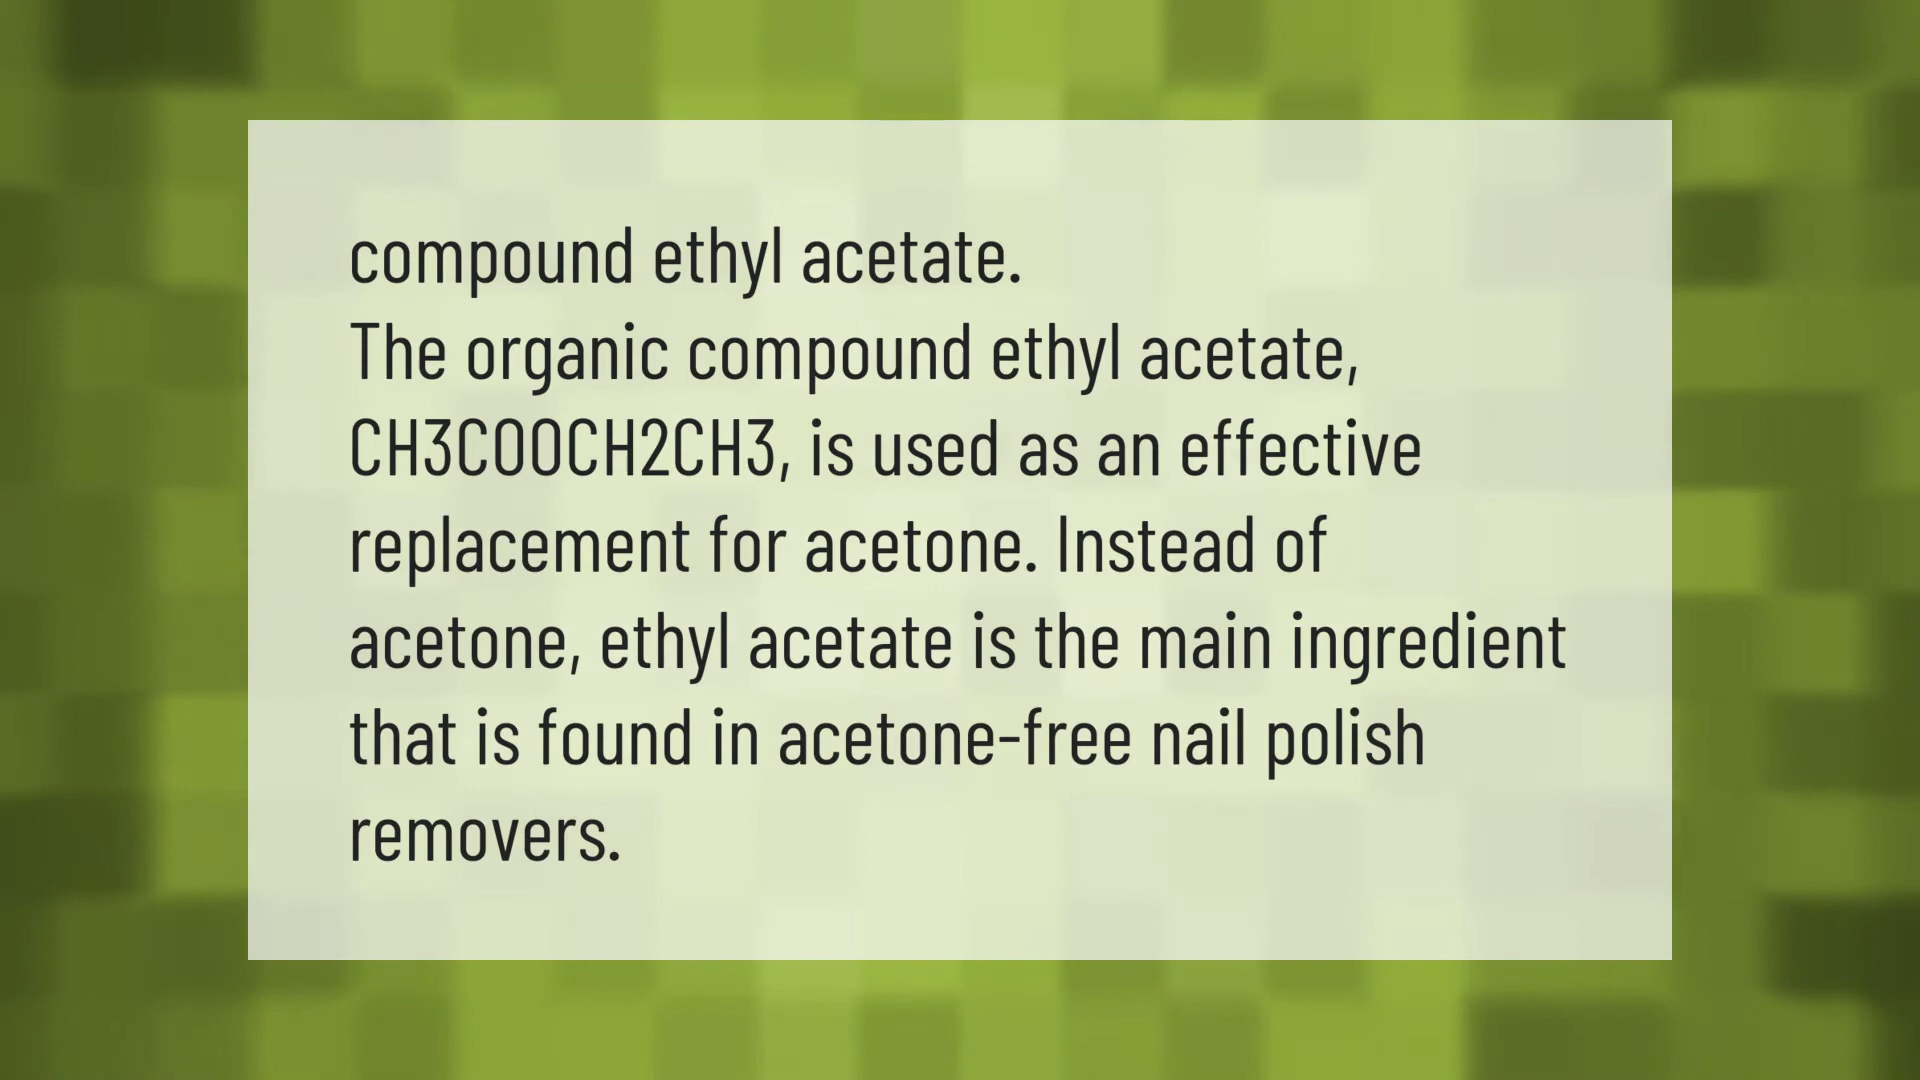 compound ethyl acetate.
The organic compound ethyl acetate,
CH3COOCH2CH3, is used as an effective
replacement for acetone. Instead of
acetone, ethyl acetate is the main ingredient
that is found in acetone-free nail polish
removers.